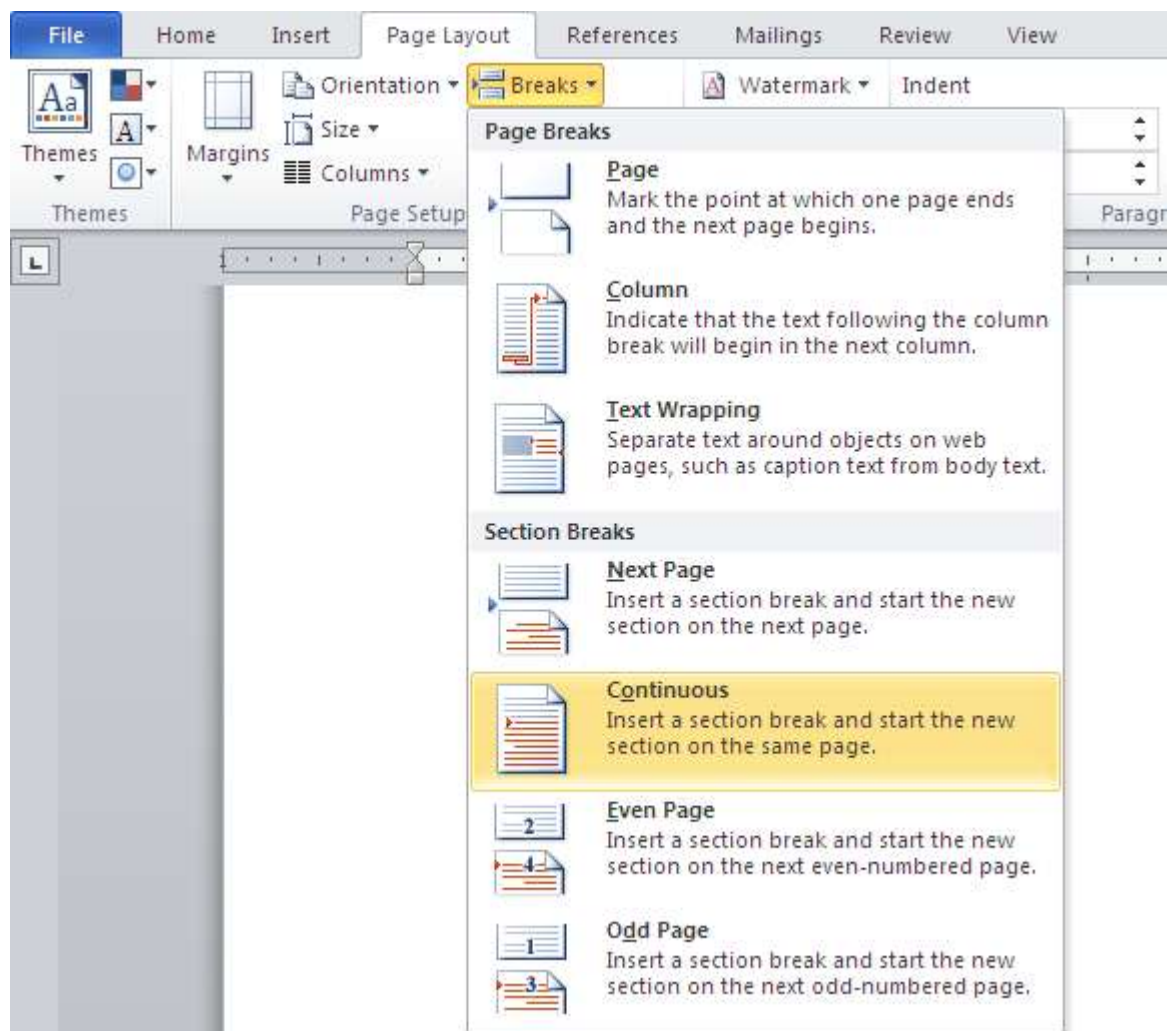 File Home Insert Page Layout References Mailings Review View
Aa Orientation Breaks Watermark Indent
A Size
Themes Margins Columns
Themes Page Setup Paragr
Page Breaks
Page
Mark the point at which one page ends
and the next page begins.
Column
Indicate that the text following the column
break will begin in the next column.
Text Wrapping
Separate text around objects on web
pages, such as caption text from body text.
Section Breaks
Next Page
Insert a section break and start the new
section on the next page.
Continuous
Insert a section break and start the new
section on the same page.
2
4
Even Page
Insert a section break and start the new
section on the next even-numbered page.
1
3
Odd Page
Insert a section break and start the new
section on the next odd-numbered page.